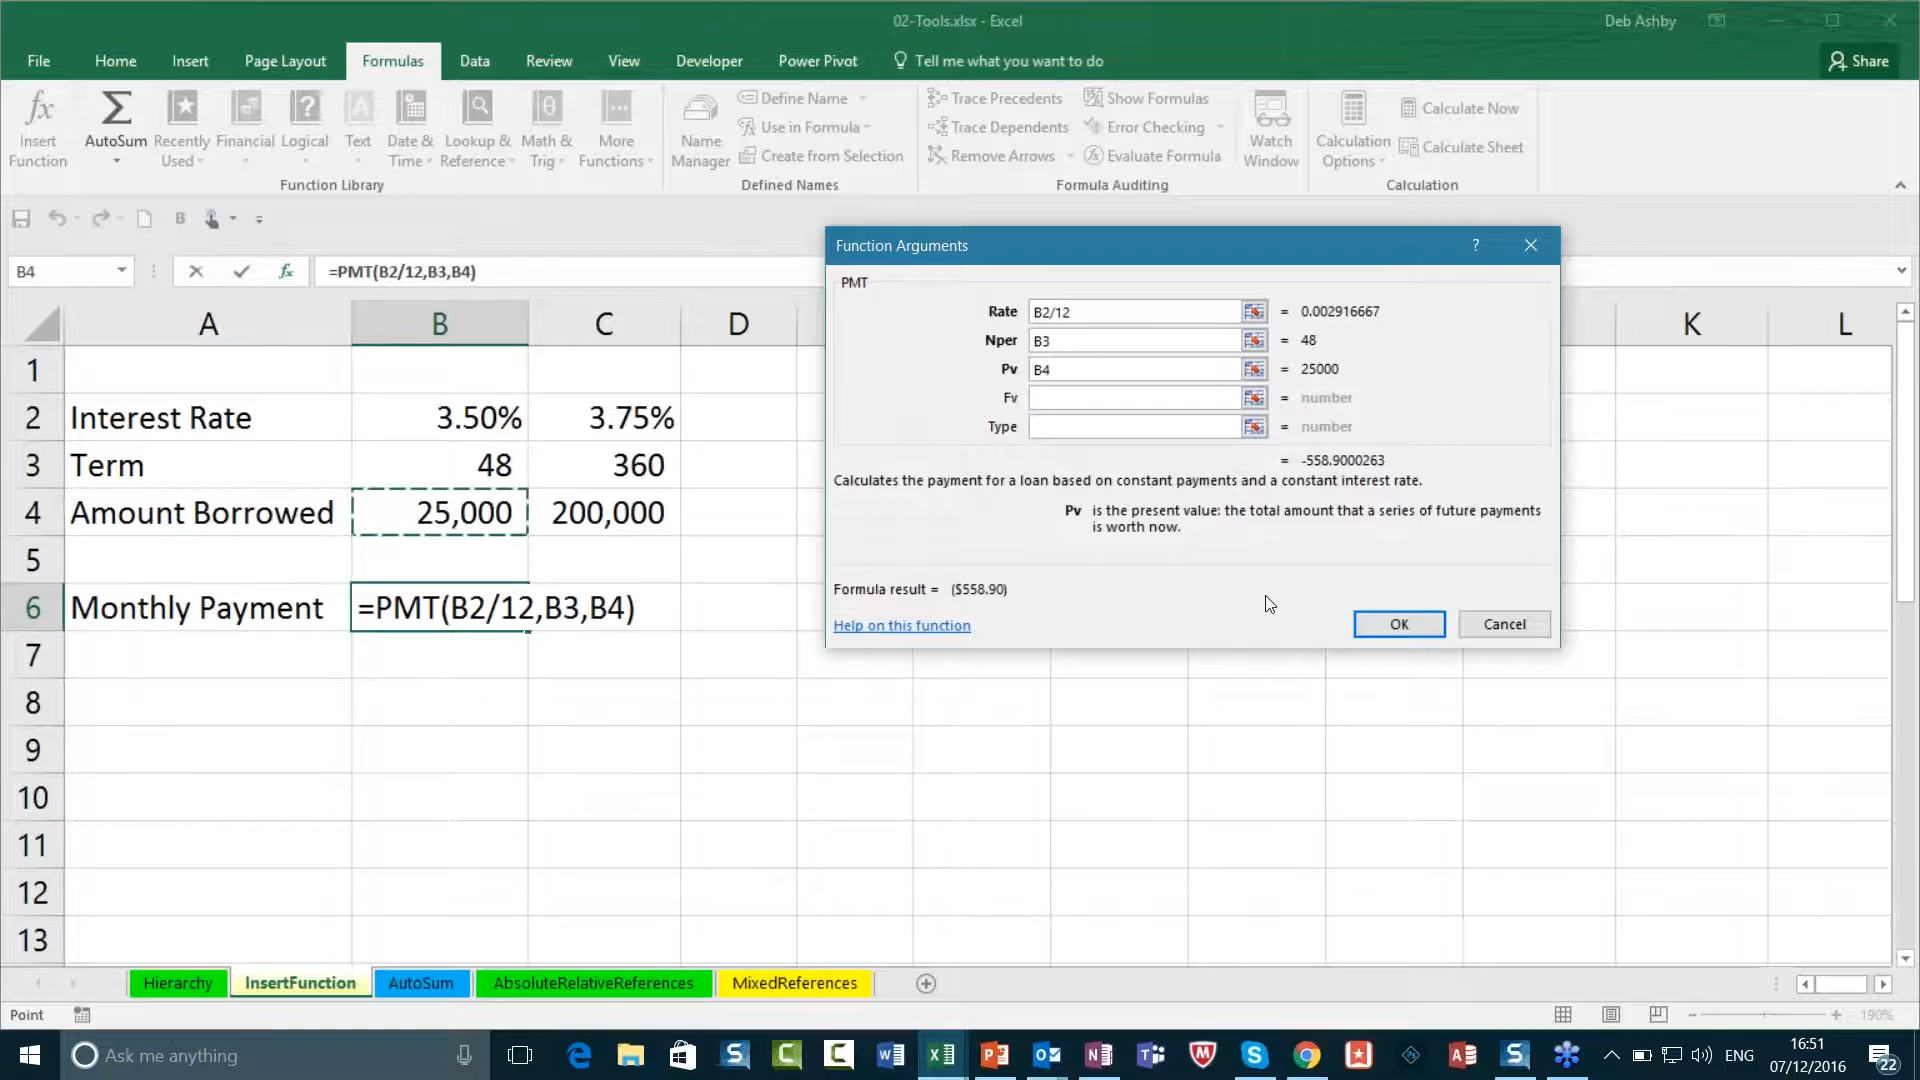 02-Tools.xlsx - Excel
Deb Ashby
File Home Insert Page Layout Formulas Data Review View Developer Power Pivot Tell me what you want to do Share
Insert Function
AutoSum
Recently Used
Financial
Logical
Text
Date & Time
Lookup & Reference
Math & Trig
More Functions
Function Library
Name Manager
Define Name
Use in Formula
Create from Selection
Defined Names
Trace Precedents
Trace Dependents
Remove Arrows
Show Formulas
Error Checking
Evaluate Formula
Formula Auditing
Watch Window
Calculation Options
Calculate Now
Calculate Sheet
Calculation
B4
fx
=PMT(B2/12,B3,B4)
A B C D K L
1
2 Interest Rate 3.50% 3.75%
3 Term 48 360
4 Amount Borrowed 25,000 200,000
5
6 Monthly Payment =PMT(B2/12,B3,B4)
7
8
9
10
11
12
13
Function Arguments ?
PMT
Rate B2/12 = 0.002916667
Nper B3 = 48
Pv B4 = 25000
Fv = number
Type = number
= -558.9000263
Calculates the payment for a loan based on constant payments and a constant interest rate.
Pv is the present value: the total amount that a series of future payments
is worth now.
Formula result = ($558.90)
Help on this function
OK
Cancel
Hierarchy InsertFunction AutoSum AbsoluteRelativeReferences MixedReferences
Point
190%
Ask me anything
ENG
16:51
07/12/2016
22